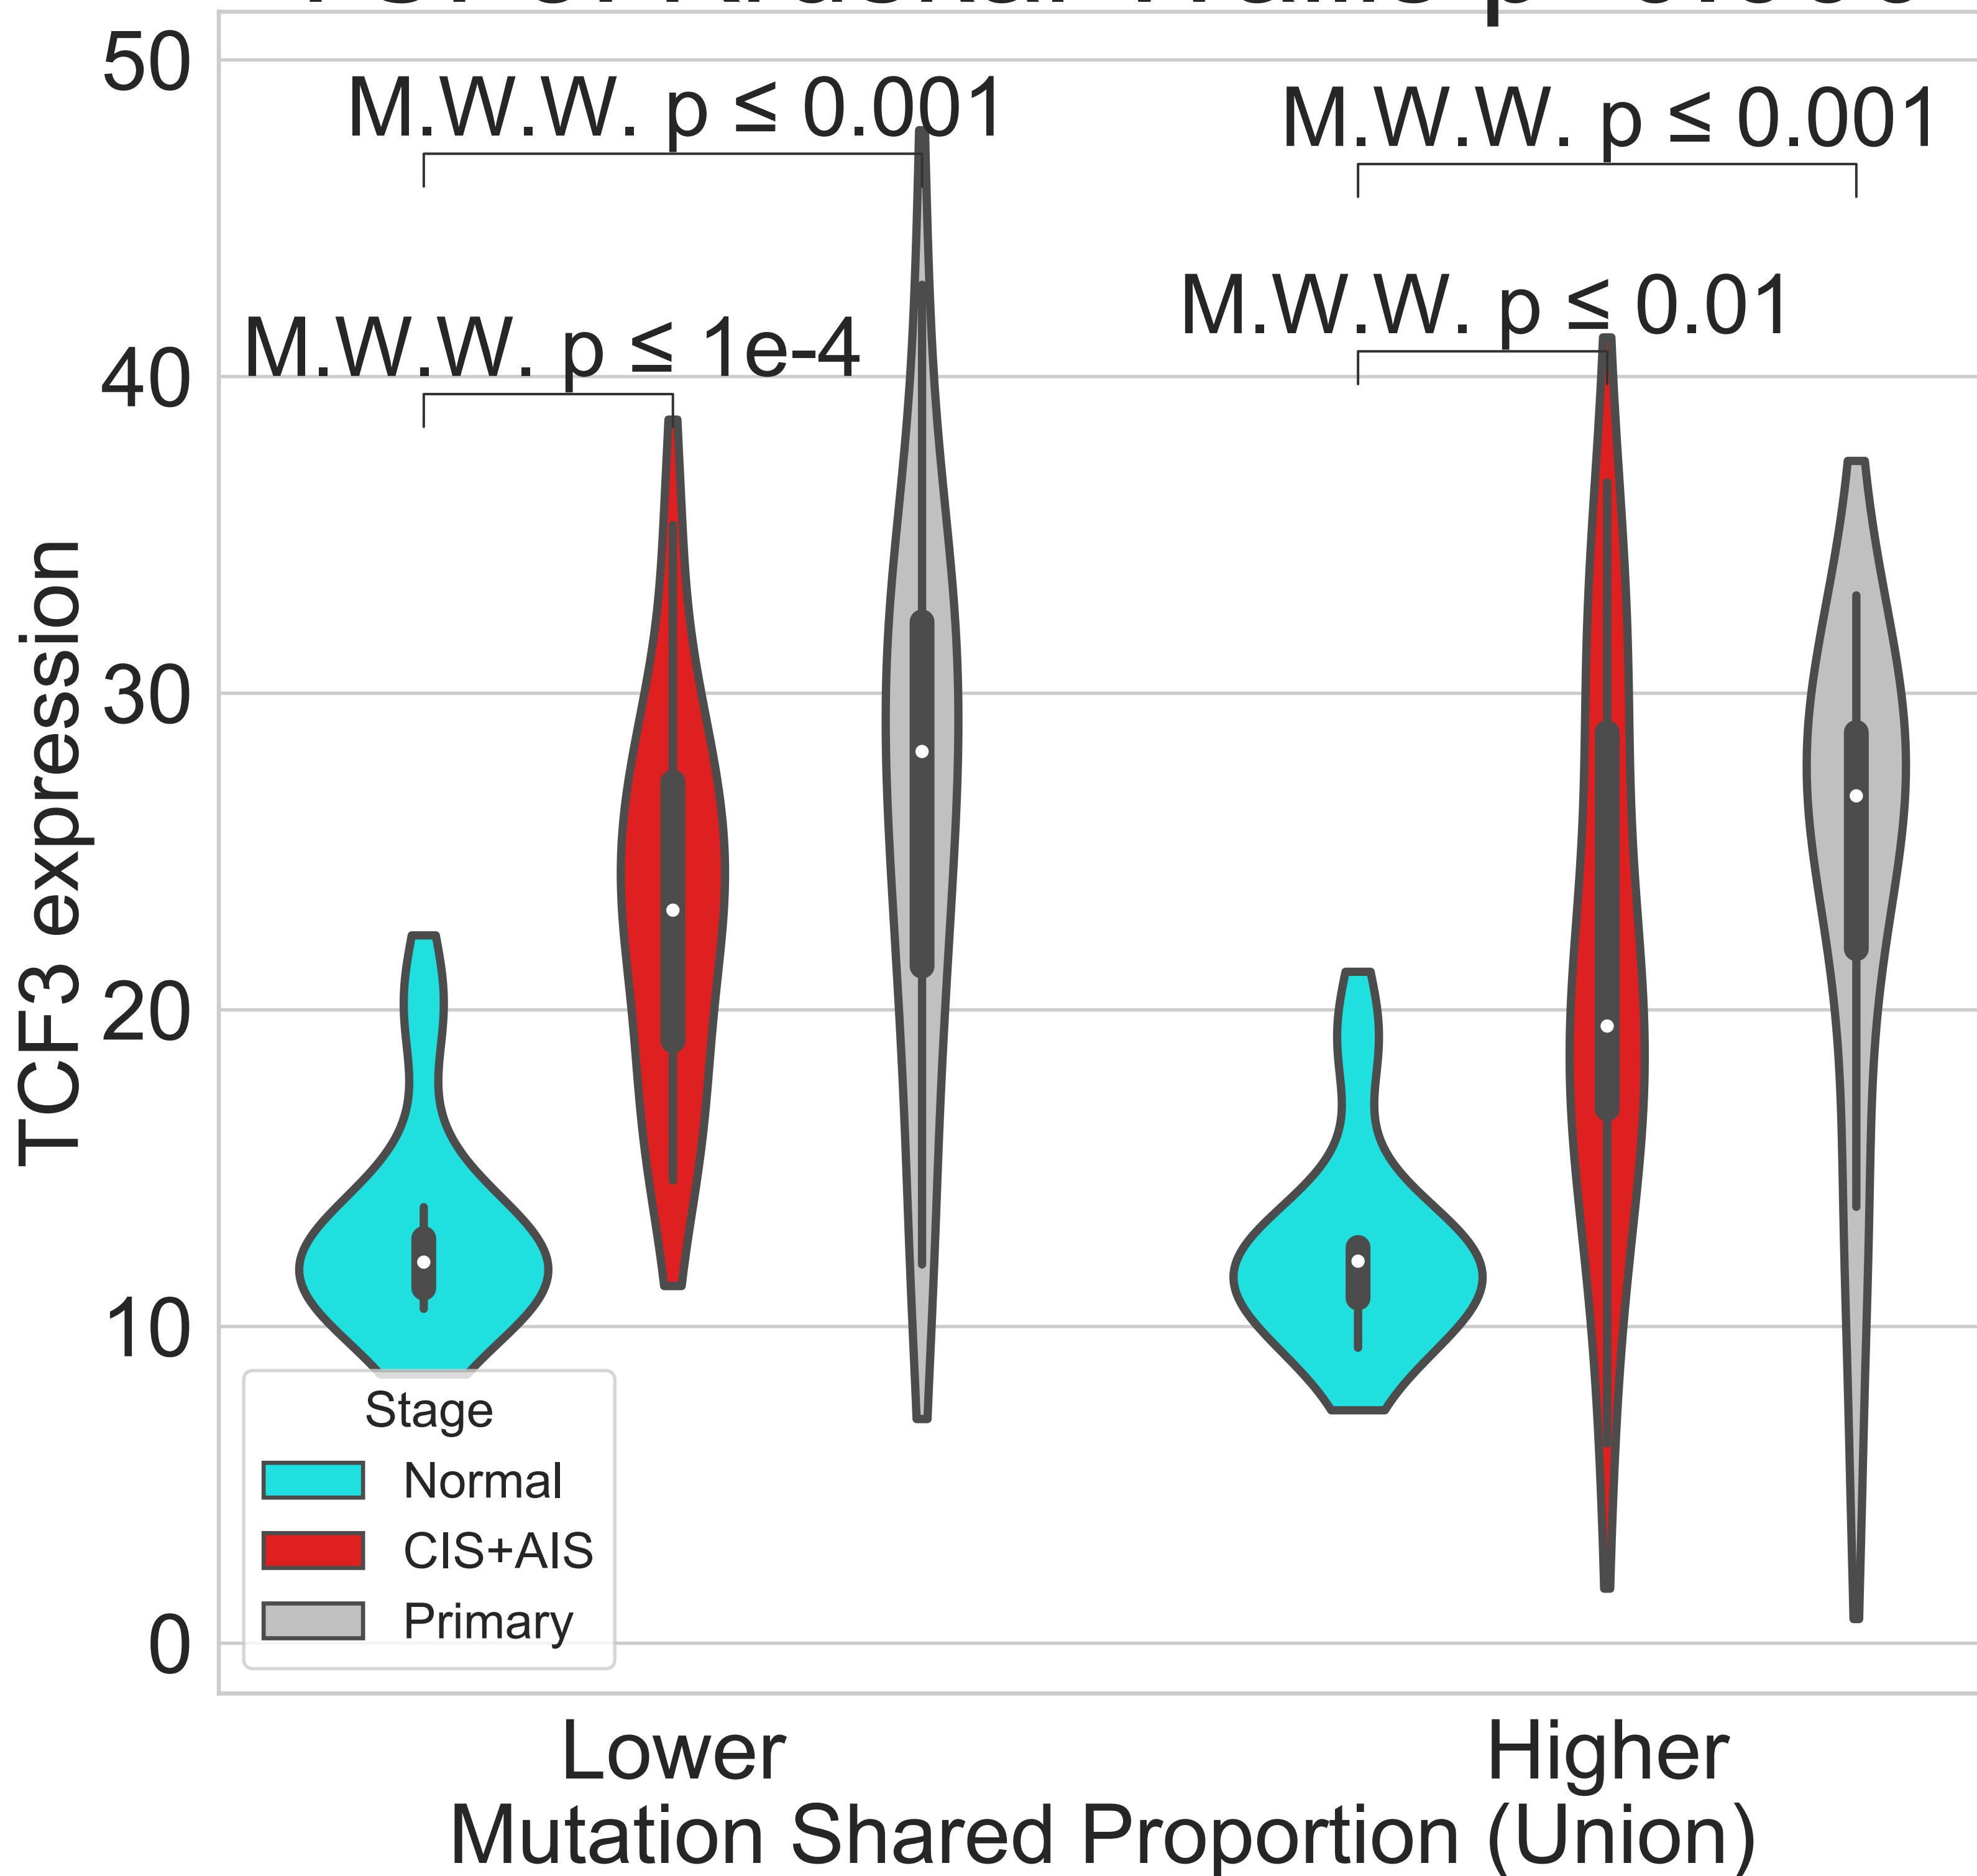 50
M.W.W. p ≤ 0.001
M.W.W. p ≤ 0.001
M.W.W. p ≤ 0.01
M.W.W. p ≤ 1e-4
40
30
20
10
0
TCF3 expression
Stage
Normal
CIS+AIS
Primary
Lower
Higher
Mutation Shared Proportion (Union)